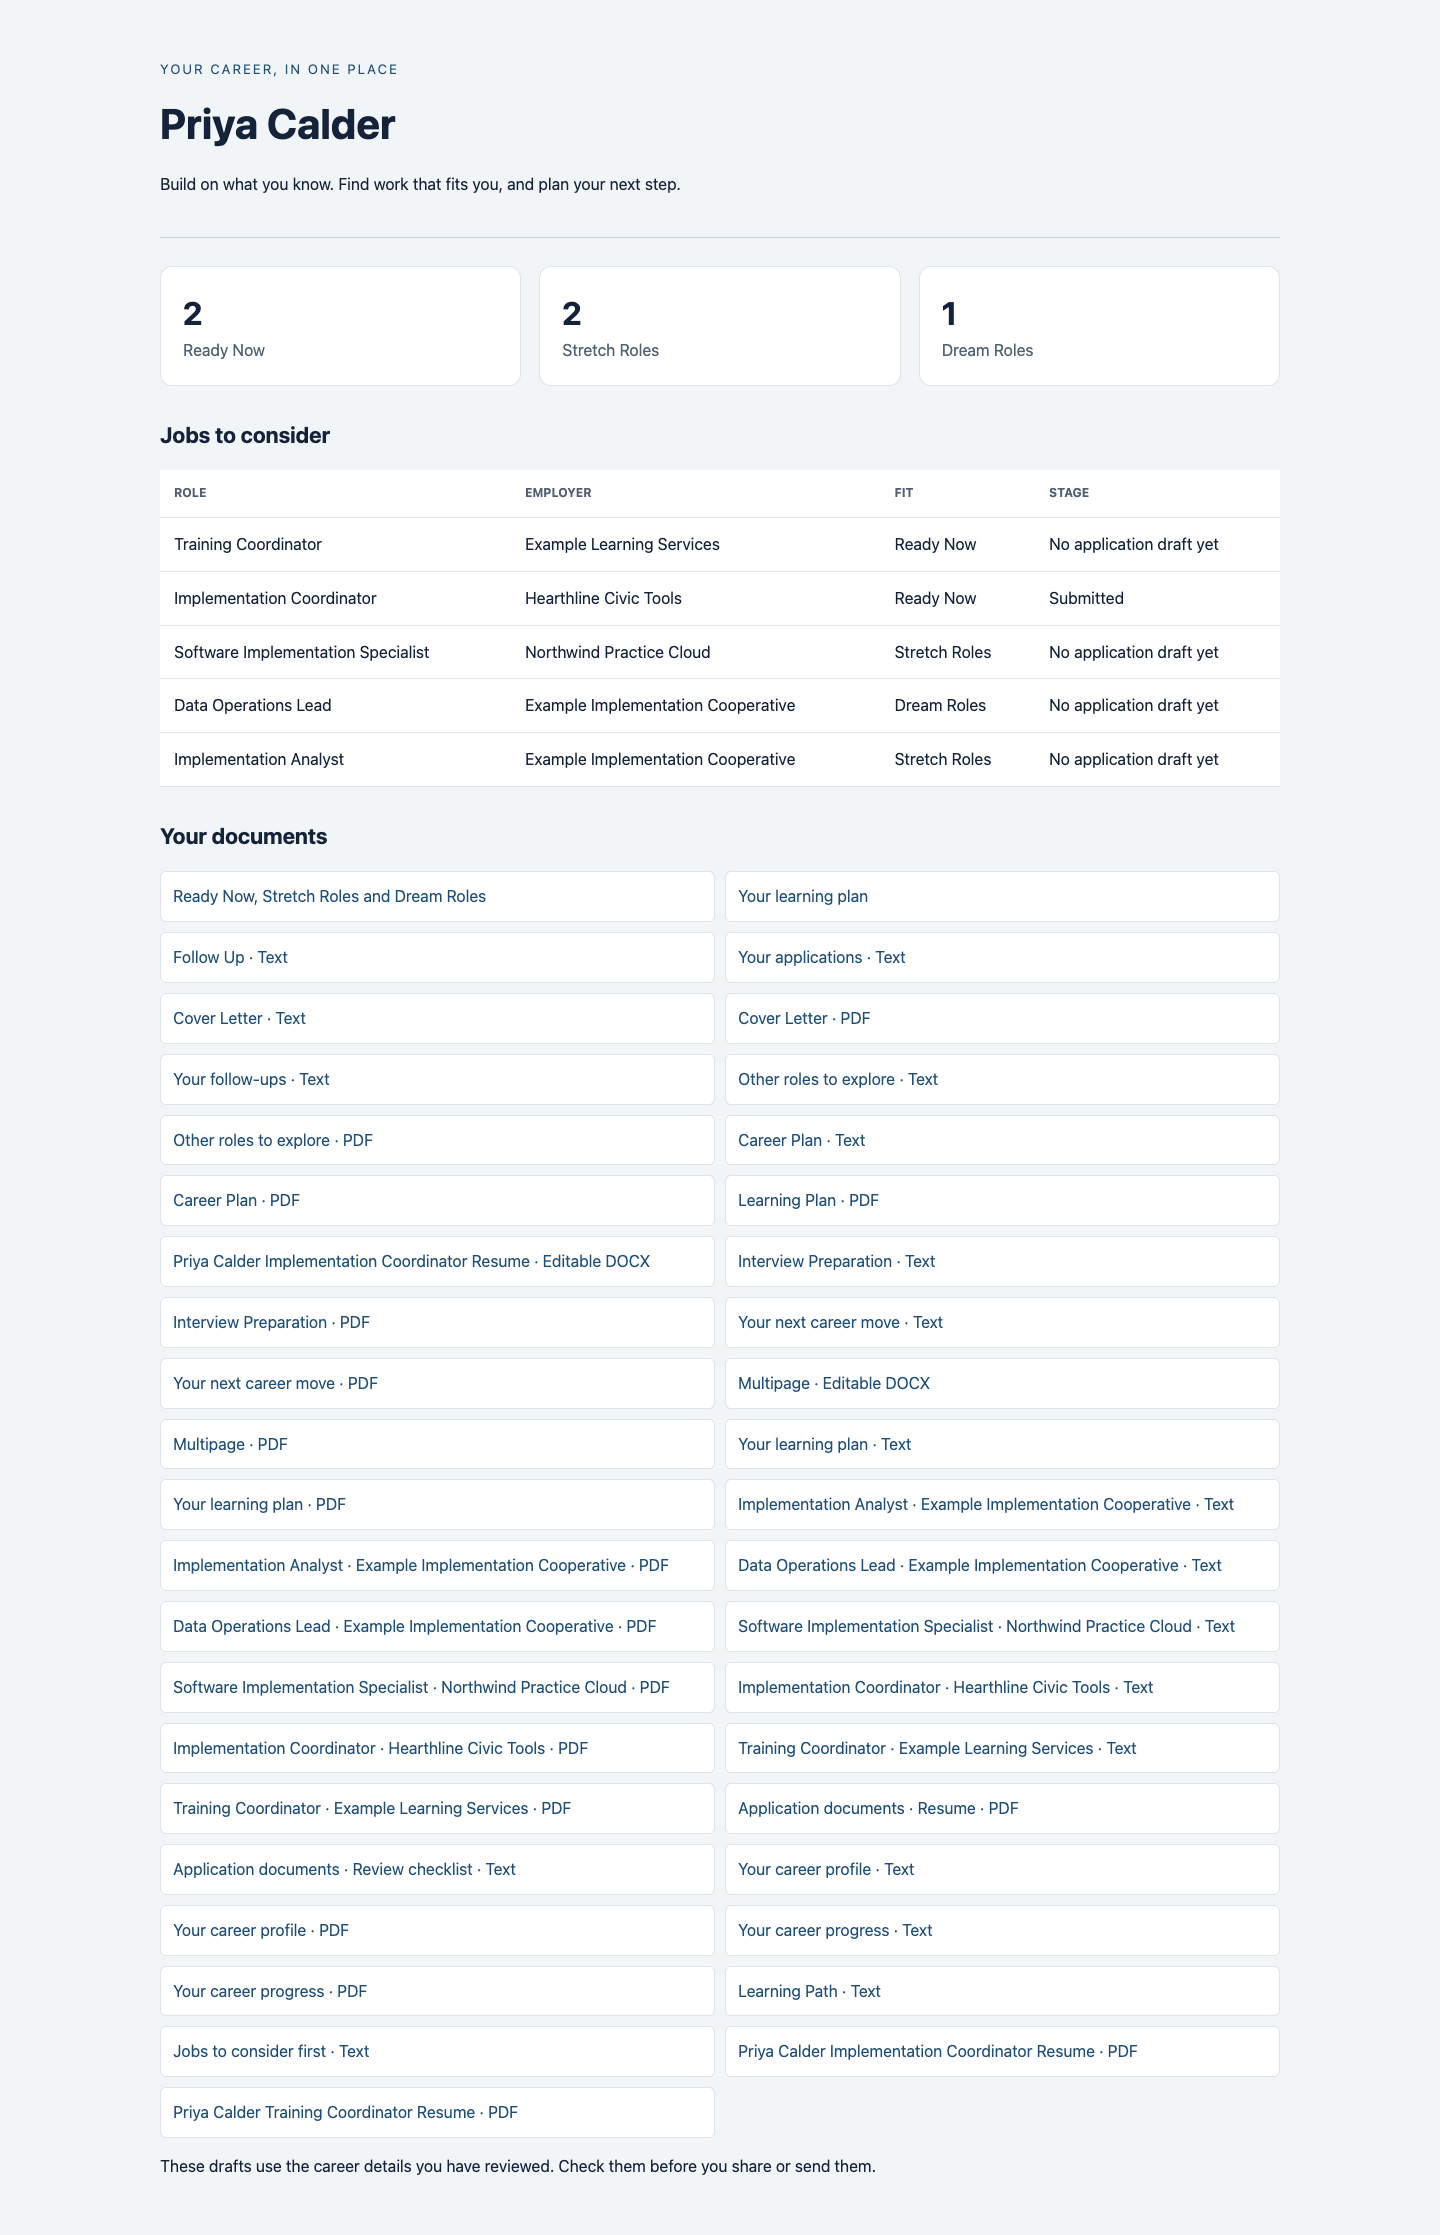 YOUR CAREER, IN ONE PLACE
Priya Calder
Build on what you know. Find work that fits you, and plan your next step.
2
Ready Now
2
Stretch Roles
1
Dream Roles
Jobs to consider
ROLE EMPLOYER FIT STAGE
Training Coordinator Example Learning Services Ready Now No application draft yet
Implementation Coordinator Hearthline Civic Tools Ready Now Submitted
Software Implementation Specialist Northwind Practice Cloud Stretch Roles No application draft yet
Data Operations Lead Example Implementation Cooperative Dream Roles No application draft yet
Implementation Analyst Example Implementation Cooperative Stretch Roles No application draft yet
Your documents
Ready Now, Stretch Roles and Dream Roles
Your learning plan
Follow Up · Text
Your applications · Text
Cover Letter · Text
Cover Letter · PDF
Your follow-ups · Text
Other roles to explore · Text
Other roles to explore · PDF
Career Plan · Text
Career Plan · PDF
Learning Plan · PDF
Priya Calder Implementation Coordinator Resume · Editable DOCX
Interview Preparation · Text
Interview Preparation · PDF
Your next career move · Text
Your next career move · PDF
Multipage · Editable DOCX
Multipage · PDF
Your learning plan · Text
Your learning plan · PDF
Implementation Analyst · Example Implementation Cooperative · Text
Implementation Analyst · Example Implementation Cooperative · PDF
Data Operations Lead · Example Implementation Cooperative · Text
Data Operations Lead · Example Implementation Cooperative · PDF
Software Implementation Specialist · Northwind Practice Cloud · Text
Software Implementation Specialist · Northwind Practice Cloud · PDF
Implementation Coordinator · Hearthline Civic Tools · Text
Implementation Coordinator · Hearthline Civic Tools · PDF
Training Coordinator · Example Learning Services · Text
Training Coordinator · Example Learning Services · PDF
Application documents · Resume · PDF
Application documents · Review checklist · Text
Your career profile · Text
Your career profile · PDF
Your career progress · Text
Your career progress · PDF
Learning Path · Text
Jobs to consider first · Text
Priya Calder Implementation Coordinator Resume · PDF
Priya Calder Training Coordinator Resume · PDF
These drafts use the career details you have reviewed. Check them before you share or send them.